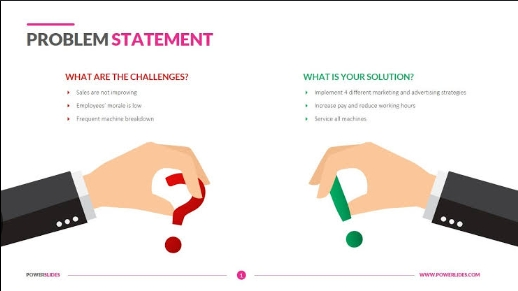 PROBLEM STATEMENT
WHAT ARE THE CHALLENGES?
Sales are not improving
Employees' morale is low
Frequent machine breakdown
WHAT IS YOUR SOLUTION?
Implement 4 different marketing and advertising strategies
Increase pay and reduce working hours
Service all machines
POWERSLIDES
1
WWW.POWERSLIDES.COM